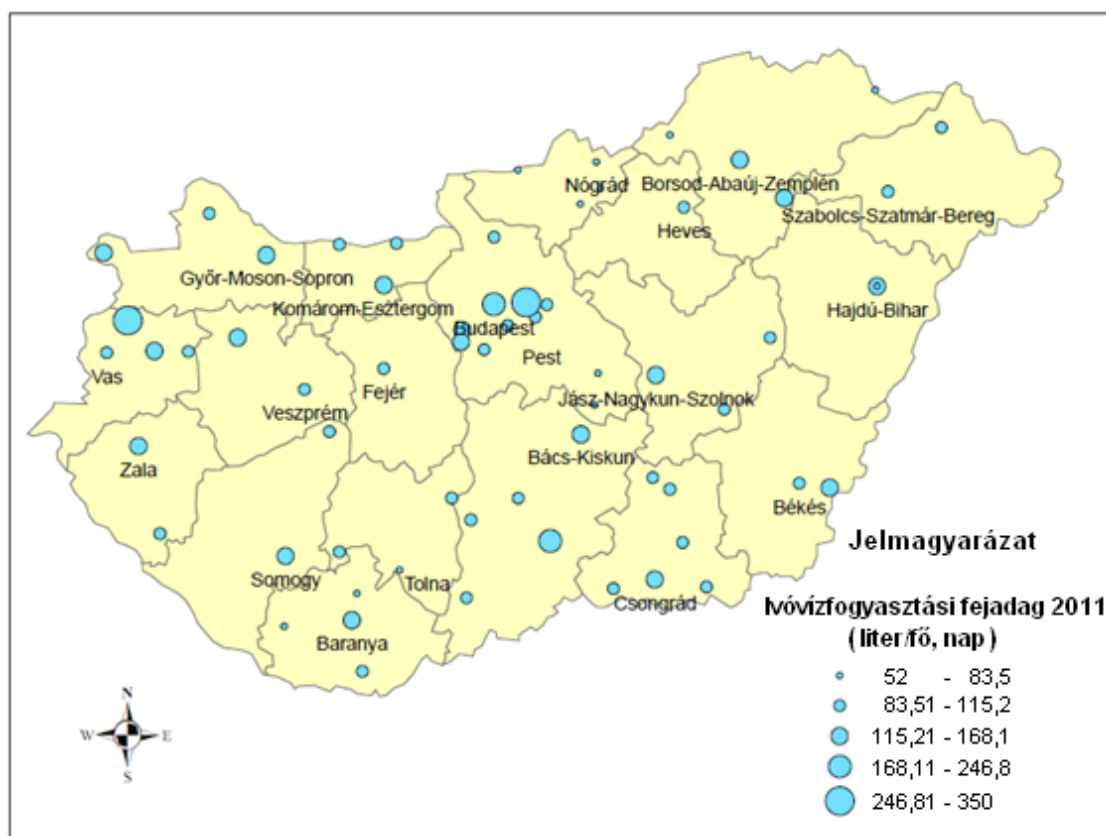 Nógrád
Borsod-Abaúj-Zemplén
Szabolcs-Szatmár-Bereg
Heves
Győr-Moson-Sopron
Komárom-Esztergom
Hajdú-Bihar
Budapest
Pest
Vas
Fejér
Veszprém
Jász-Nagykun-Szolnok
Bács-Kiskun
Zala
Békés
Somogy
Tolna
Csongrád
Baranya
Jelmagyarázat
Ivóvízfogyasztási fejadag 2011
(liter/fő, nap)
52 - 83,5
83,51 - 115,2
115,21 - 168,1
168,11 - 246,8
246,81 - 350
N
W E
S